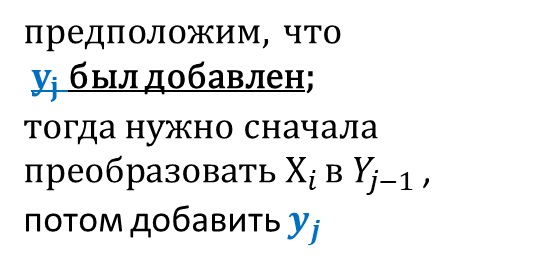 предположим, что
yⱼ был добавлен;
тогда нужно сначала
преобразовать Xᵢ в Yⱼ₋₁ ,
потом добавить yⱼ